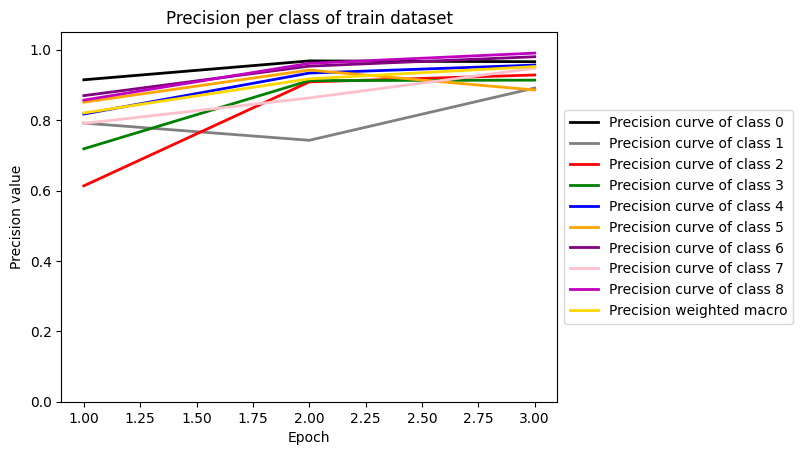 Precision per class of train dataset
Precision value
1.0
0.8
0.6
0.4
0.2
0.0
1.00 1.25 1.50 1.75 2.00 2.25 2.50 2.75 3.00
Epoch
Precision curve of class 0
Precision curve of class 1
Precision curve of class 2
Precision curve of class 3
Precision curve of class 4
Precision curve of class 5
Precision curve of class 6
Precision curve of class 7
Precision curve of class 8
Precision weighted macro